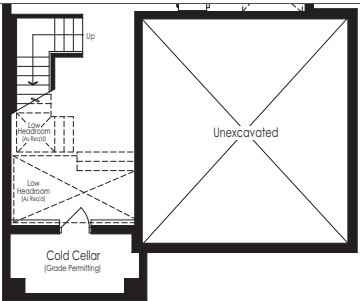 Up
Low
Headroom
(As Req'd)
Unexcavated
Low
Headroom
(As Req'd)
Cold Cellar
(Grade Permitting)